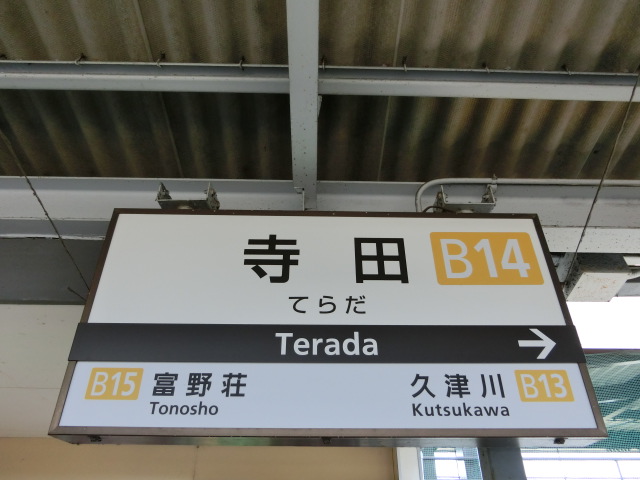 寺田 B14
てらだ
Terada →
B15 富野荘 久津川 B13
Tonosho Kutsukawa